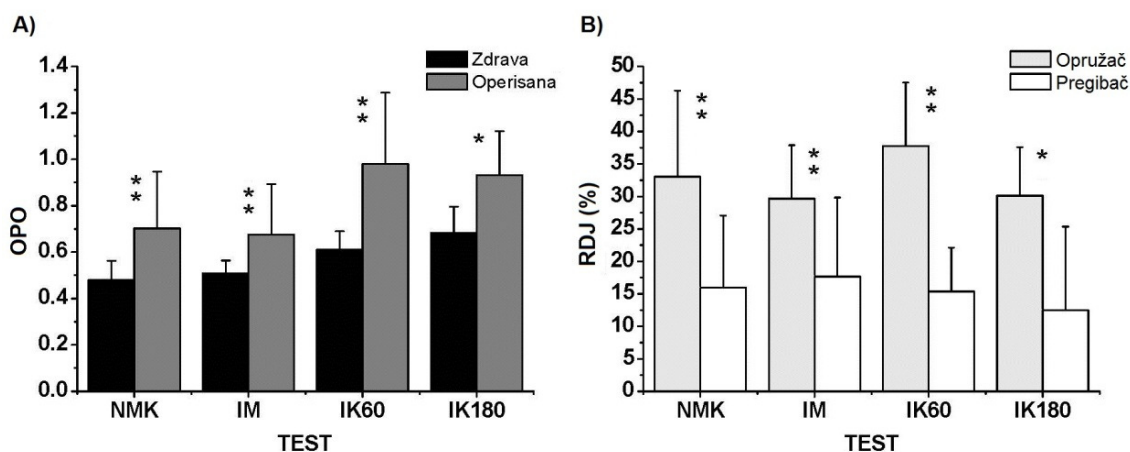 A)
Zdrava
Operisana
OPO
1.4
1.2
1.0
0.8
0.6
0.4
0.2
0.0
**
**
**
*
NMK IM IK60 IK180
TEST
B)
Opružač
Pregibač
RDJ (%)
50
45
40
35
30
25
20
15
10
5
0
**
**
**
*
NMK IM IK60 IK180
TEST